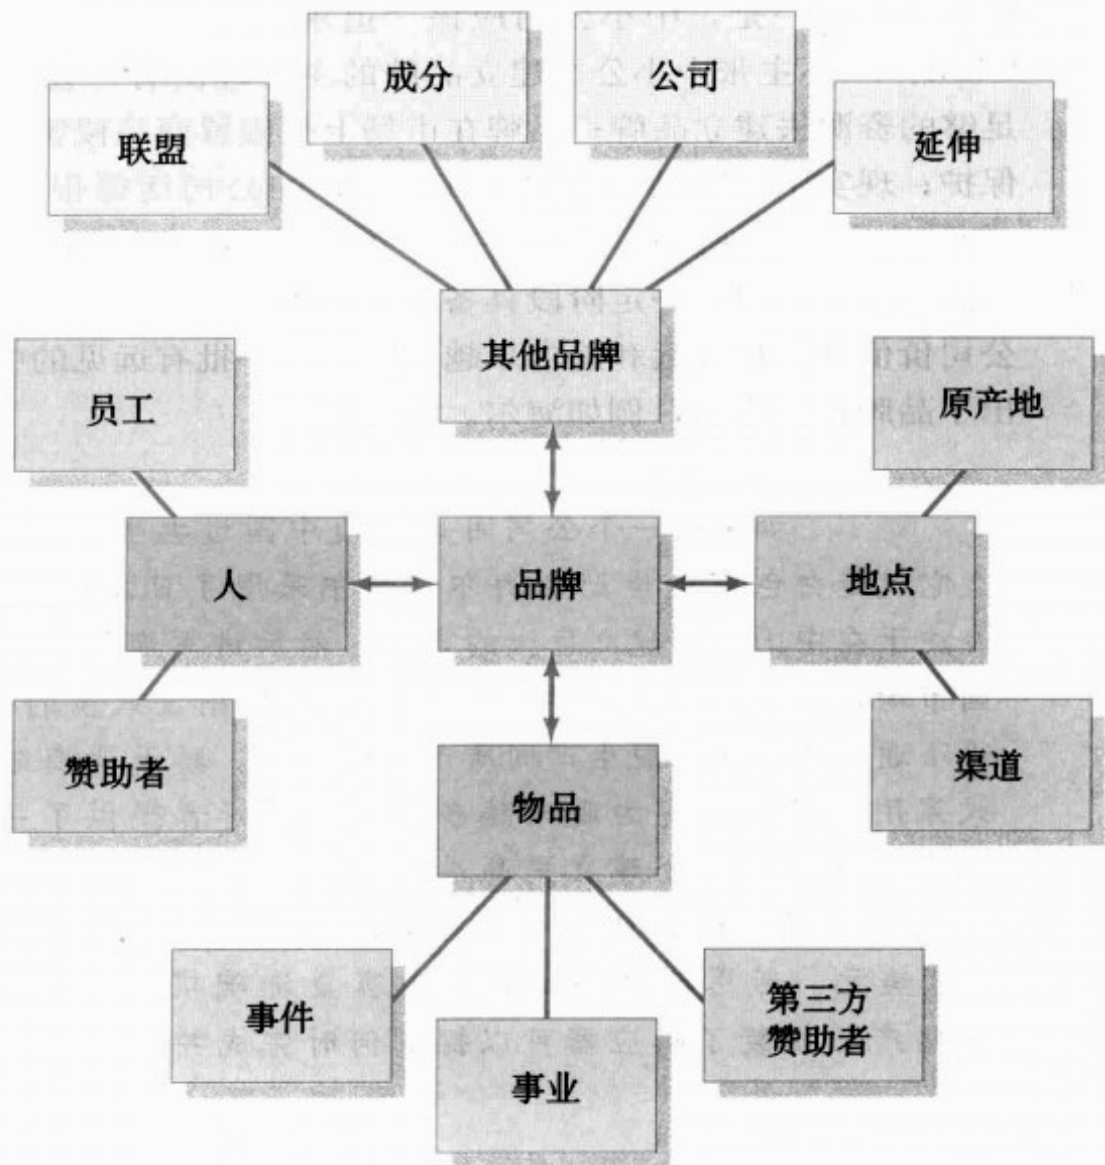 成分
公司
联盟
延伸
其他品牌
员工
原产地
人
品牌
地点
赞助者
渠道
物品
事件
事业
第三方
赞助者